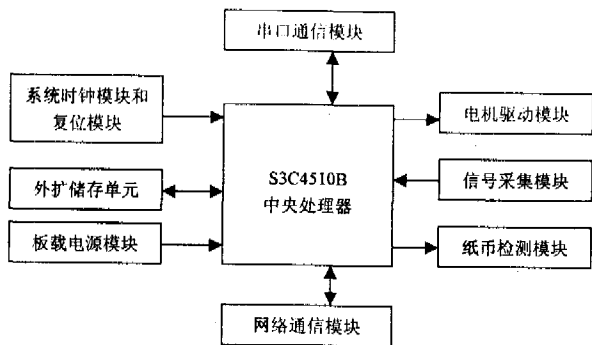 串口通信模块
系统时钟模块和
复位模块
电机驱动模块
外扩储存单元
S3C4510B
中央处理器
信号采集模块
板载电源模块
纸币检测模块
网络通信模块